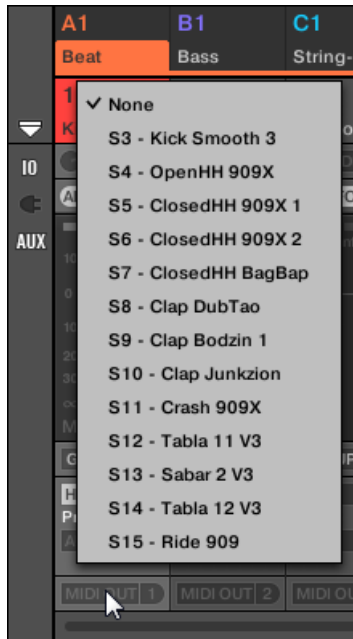 A1 B1 C1
Beat Bass String-
1
K
✓ None
S3 - Kick Smooth 3
S4 - OpenHH 909X
S5 - ClosedHH 909X 1
IO
S6 - ClosedHH 909X 2
AUX
S7 - ClosedHH BagBap
S8 - Clap DubTao
S9 - Clap Bodzin 1
S10 - Clap Junkzion
S11 - Crash 909X
S12 - Tabla 11 V3
S13 - Sabar 2 V3
S14 - Tabla 12 V3
S15 - Ride 909
MIDI OUT 1 MIDI OUT 2 MIDI OU